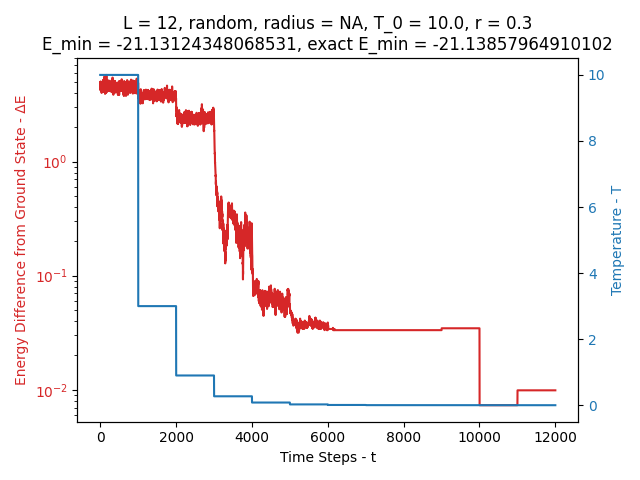 L = 12, random, radius = NA, T_0 = 10.0, r = 0.3
E_min = -21.13124348068531, exact E_min = -21.13857964910102
Energy Difference from Ground State - ΔE
10⁰
10⁻¹
10⁻²
10
8
6
4
2
0
Temperature - T
0 2000 4000 6000 8000 10000 12000
Time Steps - t